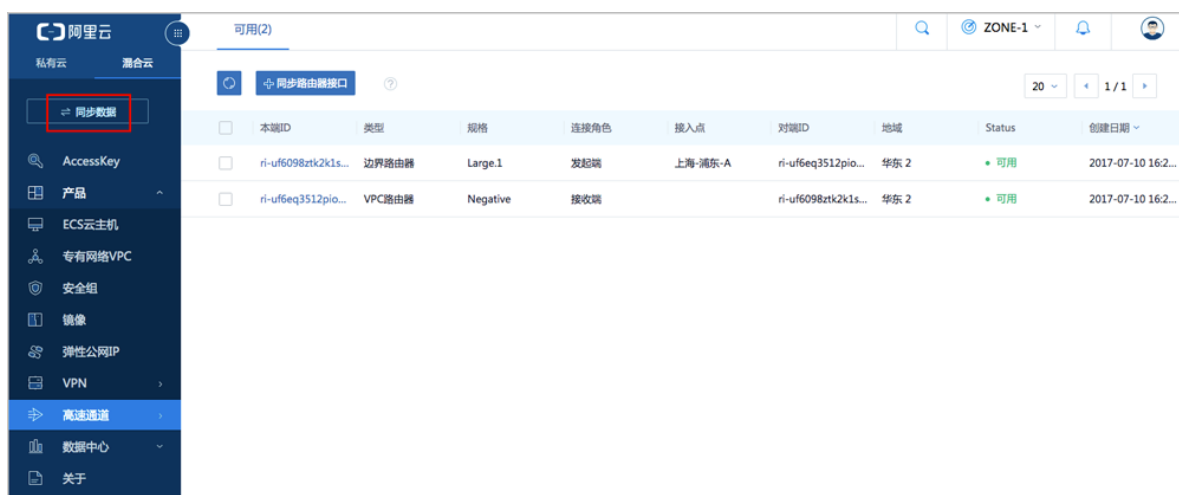 阿里云
可用(2)
ZONE-1
私有云 混合云
同步路由器接口
20 1 / 1
同步数据
本端ID 类型 规格 连接角色 接入点 对端ID 地域 Status 创建日期
ri-uf6098ztk2k1s... 边界路由器 Large.1 发起端 上海-浦东-A ri-uf6eq3512pio... 华东 2 可用 2017-07-10 16:2...
ri-uf6eq3512pio... VPC路由器 Negative 接收端 ri-uf6098ztk2k1s... 华东 2 可用 2017-07-10 16:2...
AccessKey
产品
ECS云主机
专有网络VPC
安全组
镜像
弹性公网IP
VPN
高速通道
数据中心
关于